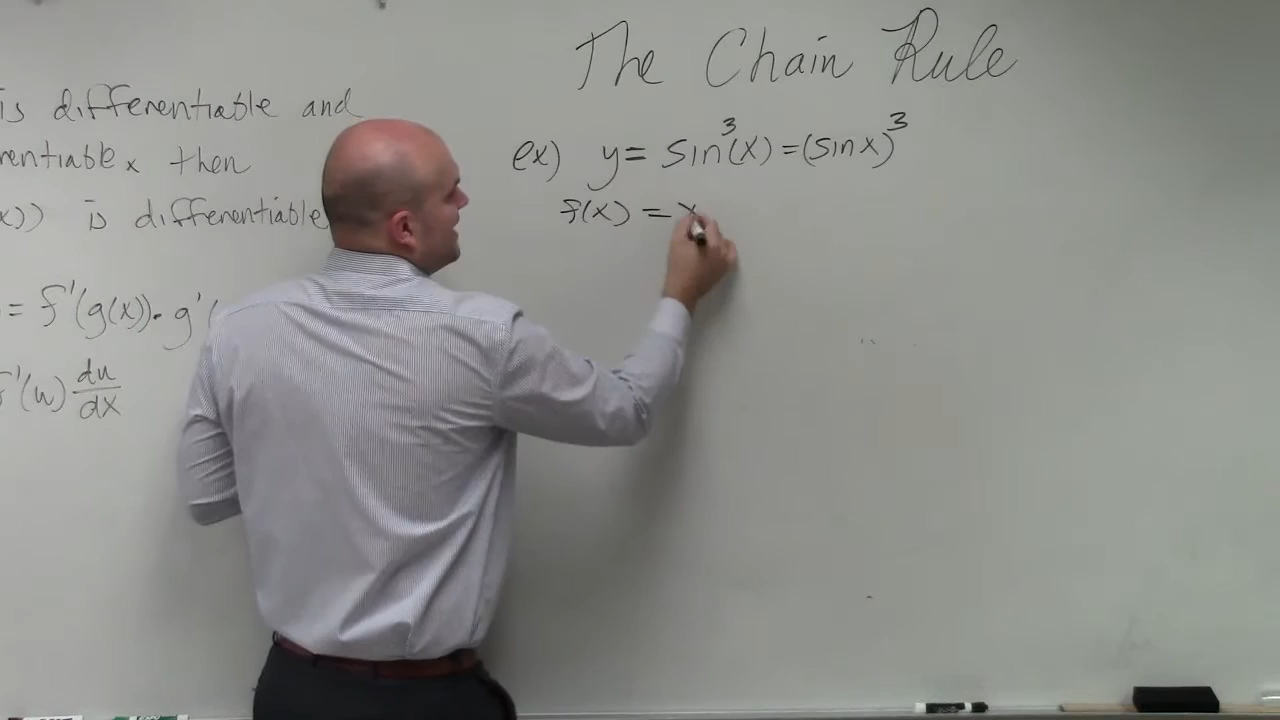 The Chain Rule
is differentiable and
rentiable x then
x)) is differentiable
= f'(g(x)) · g'(
f'(u) du/dx
ex) y = sin³(x) = (sin x)³
f(x) = x